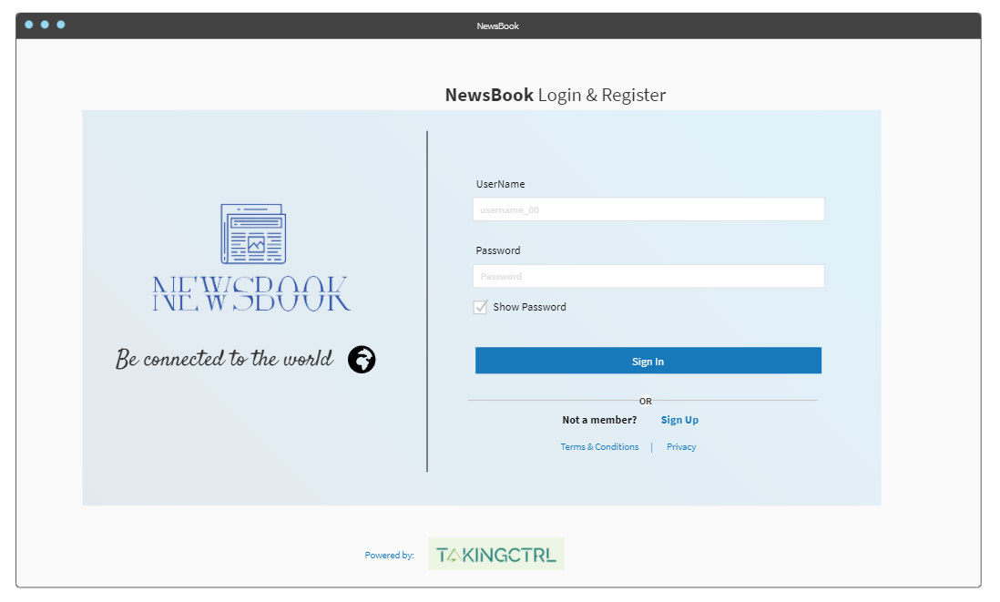 NewsBook
NewsBook Login & Register
NEWSBOOK
Be connected to the world
UserName
username_00
Password
Password
Show Password
Sign In
OR
Not a member? Sign Up
Terms & Conditions | Privacy
Powered by: TAKINGCTRL